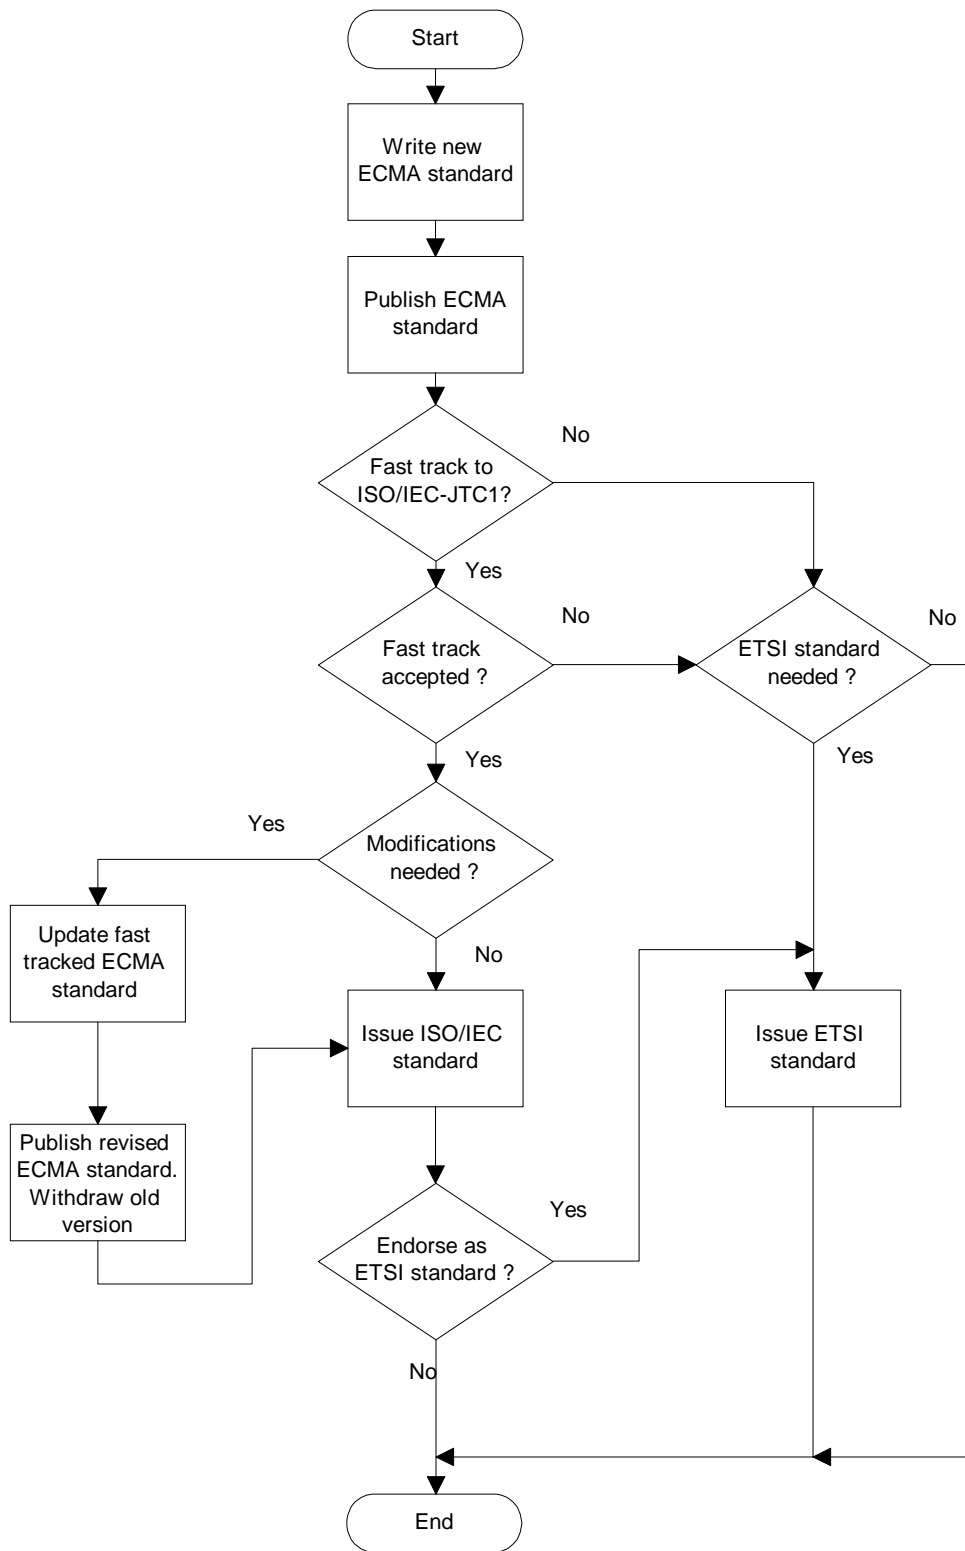 Start
Write new
ECMA standard
Publish ECMA
standard
No
Fast track to
ISO/IEC-JTC1?
Yes
No
No
Fast track
accepted ?
ETSI standard
needed ?
Yes
Yes
Yes
Modifications
needed ?
Update fast
tracked ECMA
standard
No
Issue ISO/IEC
standard
Issue ETSI
standard
Publish revised
ECMA standard.
Withdraw old
version
Yes
Endorse as
ETSI standard ?
No
End